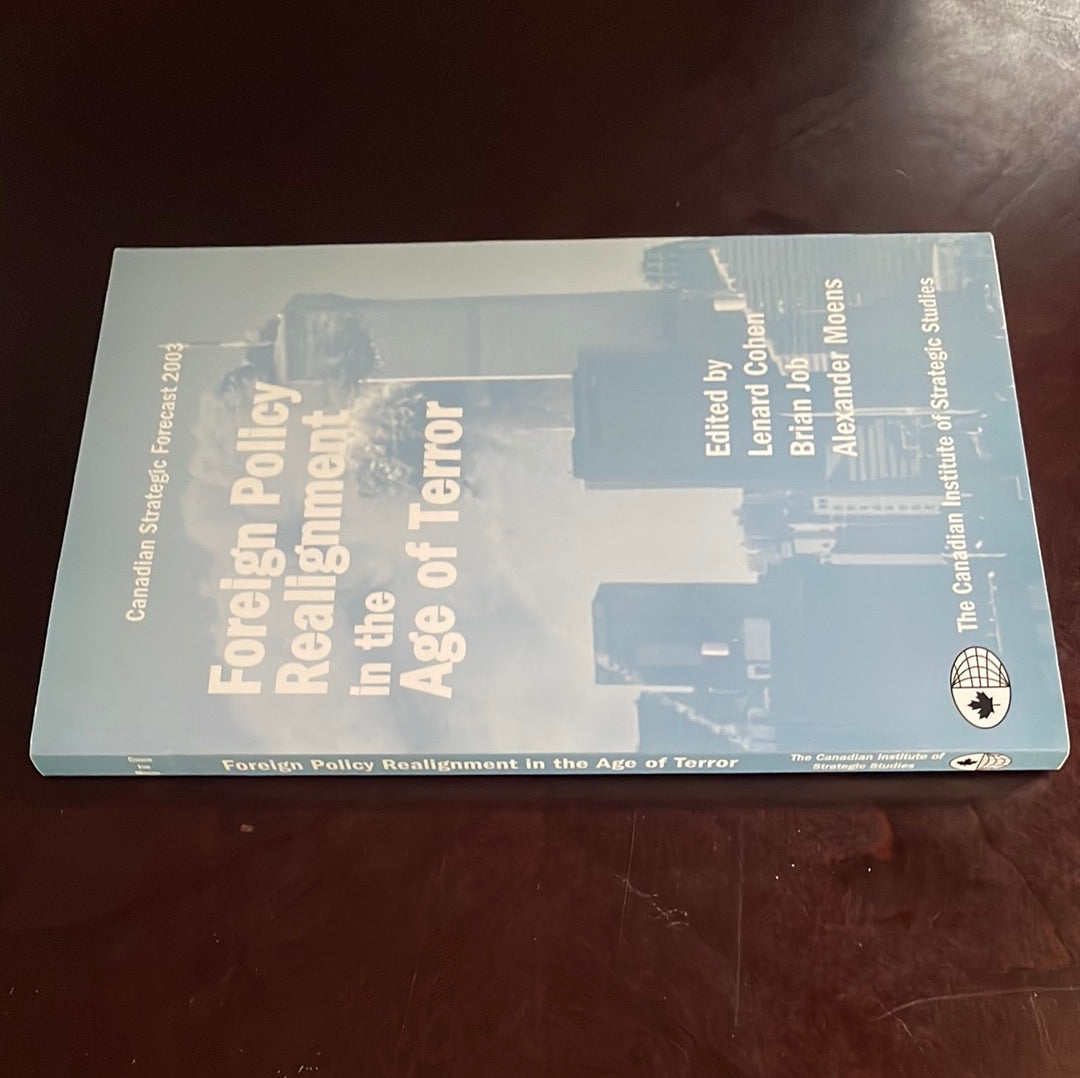 Canadian Strategic Forecast 2003
Foreign Policy
Realignment
in the
Age of Terror
Edited by
Lenard Cohen
Brian Job
Alexander Moens
The Canadian Institute of Strategic Studies
Foreign Policy Realignment in the Age of Terror
The Canadian Institute of
Strategic Studies